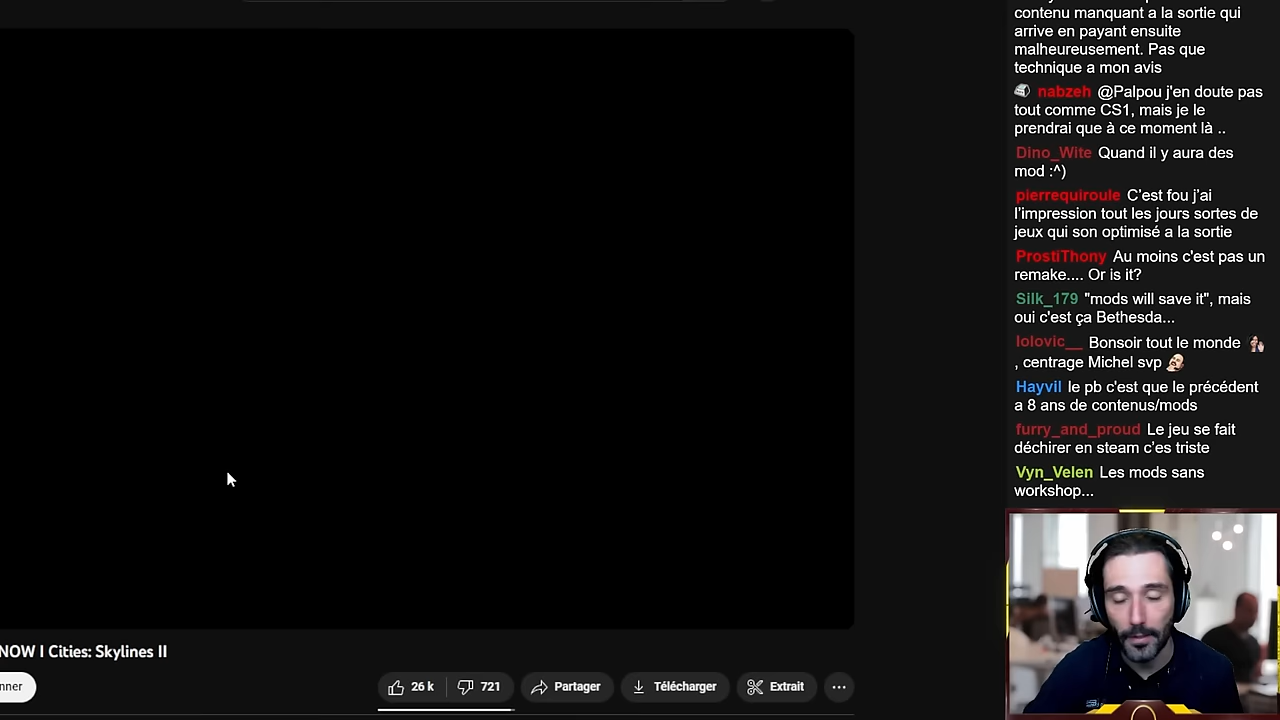 contenu manquant a la sortie qui
arrive en payant ensuite
malheureusement. Pas que
technique a mon avis
nabzeh @Palpou j'en doute pas
tout comme CS1, mais je le
prendrai que à ce moment là ..
Dino_Wite Quand il y aura des
mod :^)
pierrequiroule C'est fou j'ai
l'impression tout les jours sortes de
jeux qui son optimisé a la sortie
ProstiThony Au moins c'est pas un
remake.... Or is it?
Silk_179 "mods will save it", mais
oui c'est ça Bethesda...
lolovic__ Bonsoir tout le monde
, centrage Michel svp
Hayvil le pb c'est que le précédent
a 8 ans de contenus/mods
furry_and_proud Le jeu se fait
déchirer en steam c'es triste
Vyn_Velen Les mods sans
workshop...
NOW I Cities: Skylines II
nner
26 k
721
Partager
Télécharger
Extrait